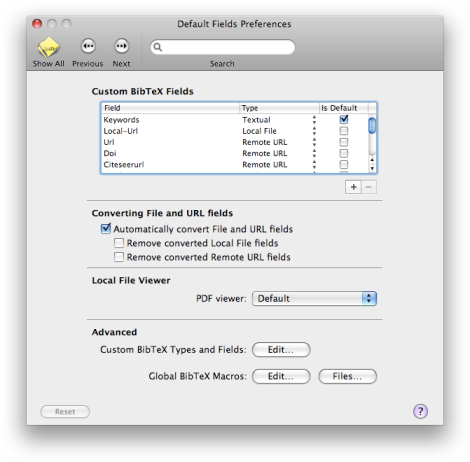 Default Fields Preferences
Show All Previous Next Search
Custom BibTeX Fields
Field Type Is Default
Keywords Textual
Local-Url Local File
Url Remote URL
Doi Remote URL
Citeseerurl Remote URL
+ −
Converting File and URL fields
Automatically convert File and URL fields
Remove converted Local File fields
Remove converted Remote URL fields
Local File Viewer
PDF viewer: Default
Advanced
Custom BibTeX Types and Fields: Edit...
Global BibTeX Macros: Edit... Files...
Reset ?